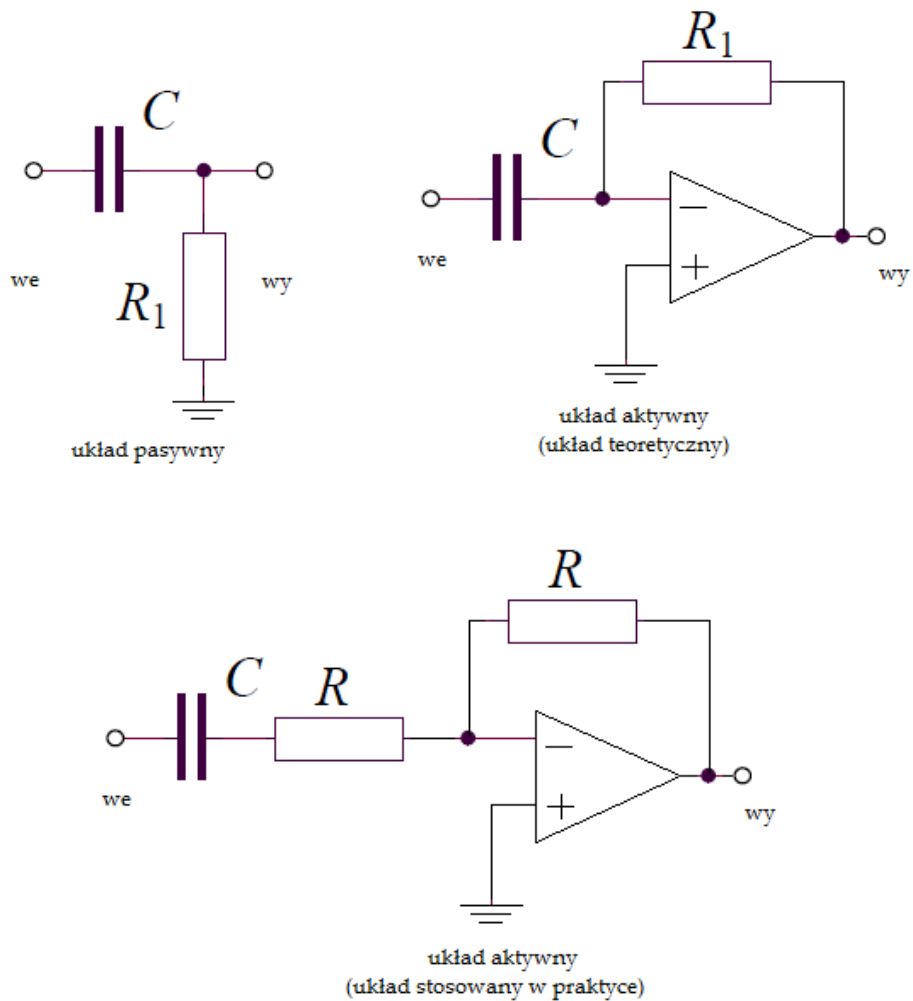 C
R₁
we
wy
układ pasywny
R₁
C
−
+
we
wy
układ aktywny
(układ teoretyczny)
R
C
R
−
+
we
wy
układ aktywny
(układ stosowany w praktyce)